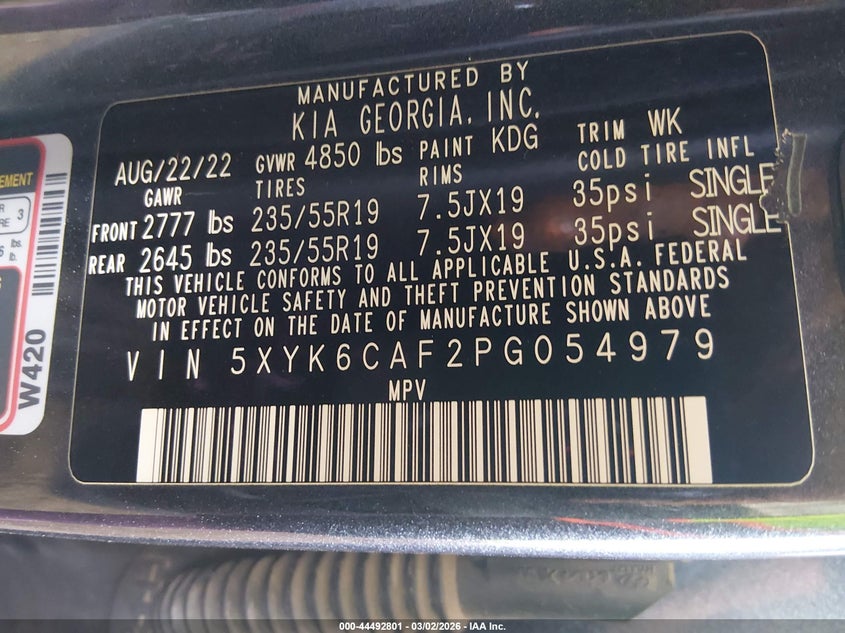 MANUFACTURED BY
KIA GEORGIA, INC.
AUG/22/22 GVWR 4850 lbs PAINT KDG TRIM WK
GAWR TIRES RIMS COLD TIRE INFL
FRONT 2777 lbs 235/55R19 7.5JX19 35psi SINGLE
REAR 2645 lbs 235/55R19 7.5JX19 35psi SINGLE
THIS VEHICLE CONFORMS TO ALL APPLICABLE U.S.A. FEDERAL
MOTOR VEHICLE SAFETY AND THEFT PREVENTION STANDARDS
IN EFFECT ON THE DATE OF MANUFACTURE SHOWN ABOVE
VIN 5XYK6CAF2PG054979
MPV
3
lbs.
W420
000-44492801 - 03/02/2026 - IAA Inc.